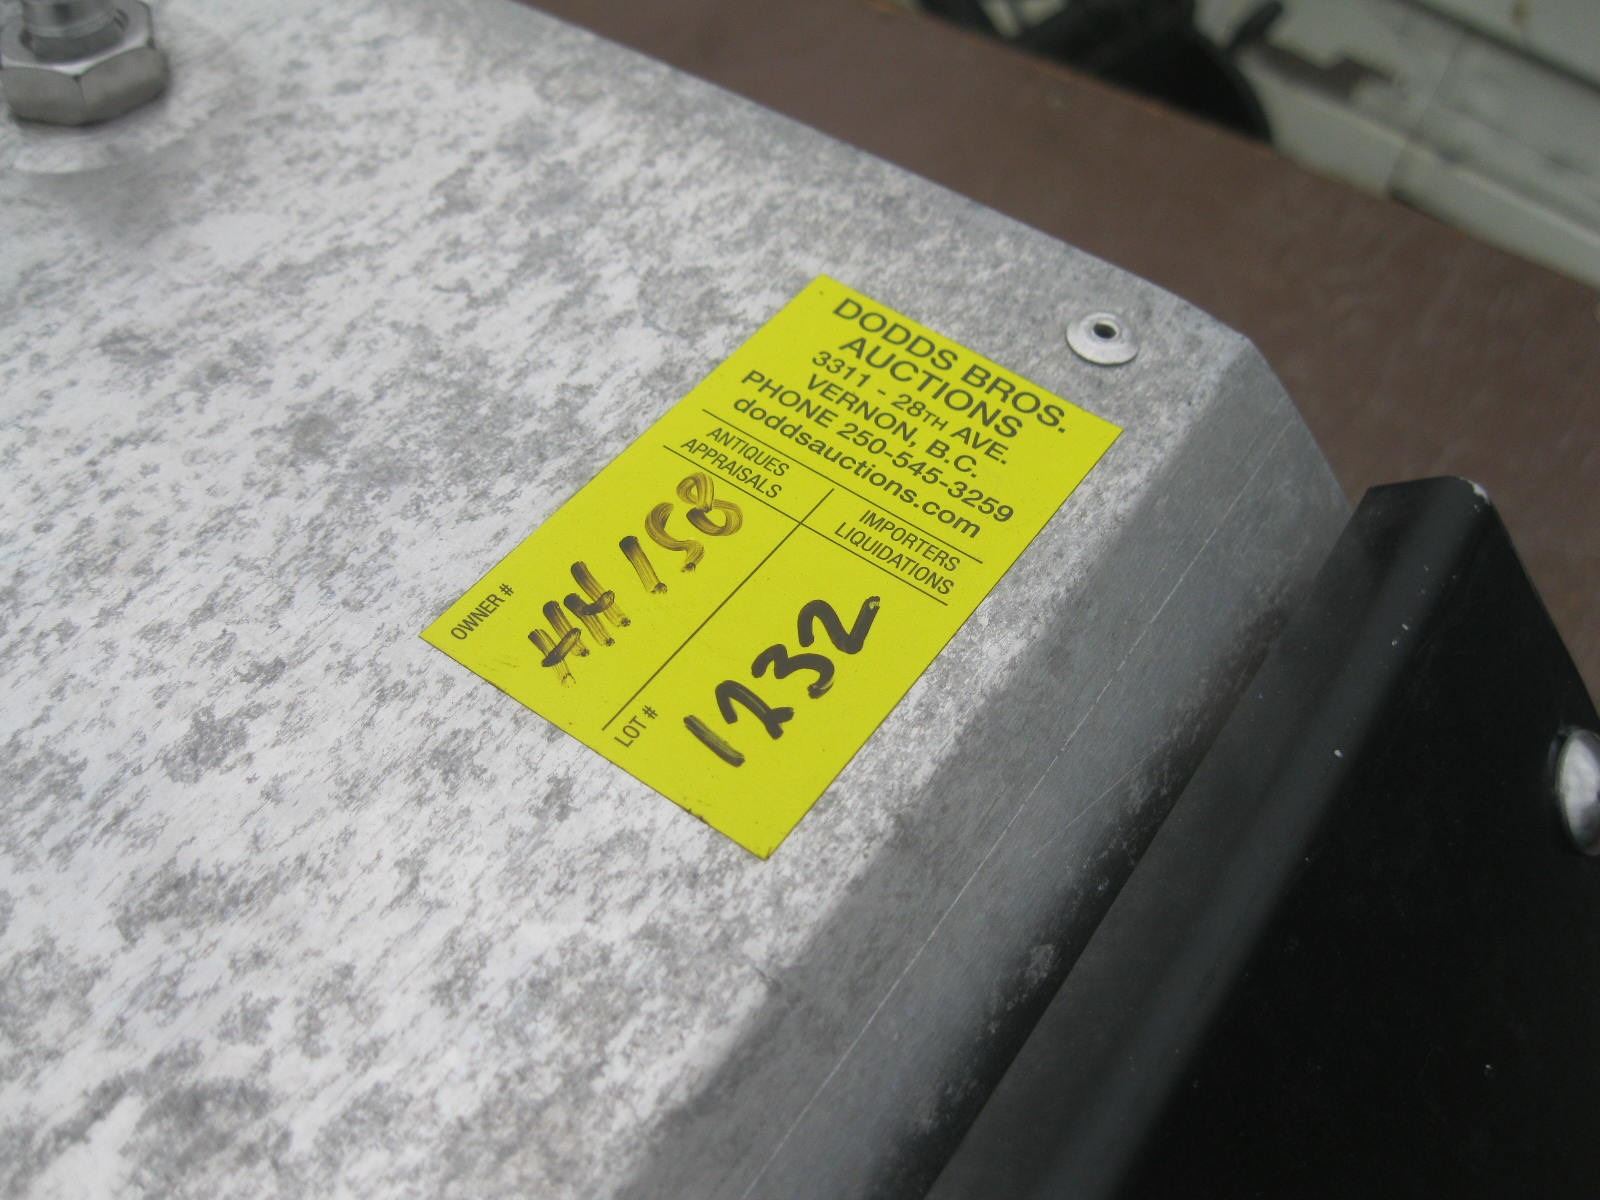 DODDS BROS.
AUCTIONS
3311 - 28TH AVE.
VERNON, B.C.
PHONE 250-545-3259
doddsauctions.com
ANTIQUES
APPRAISALS
IMPORTERS
LIQUIDATIONS
OWNER #
HH158
LOT #
1232